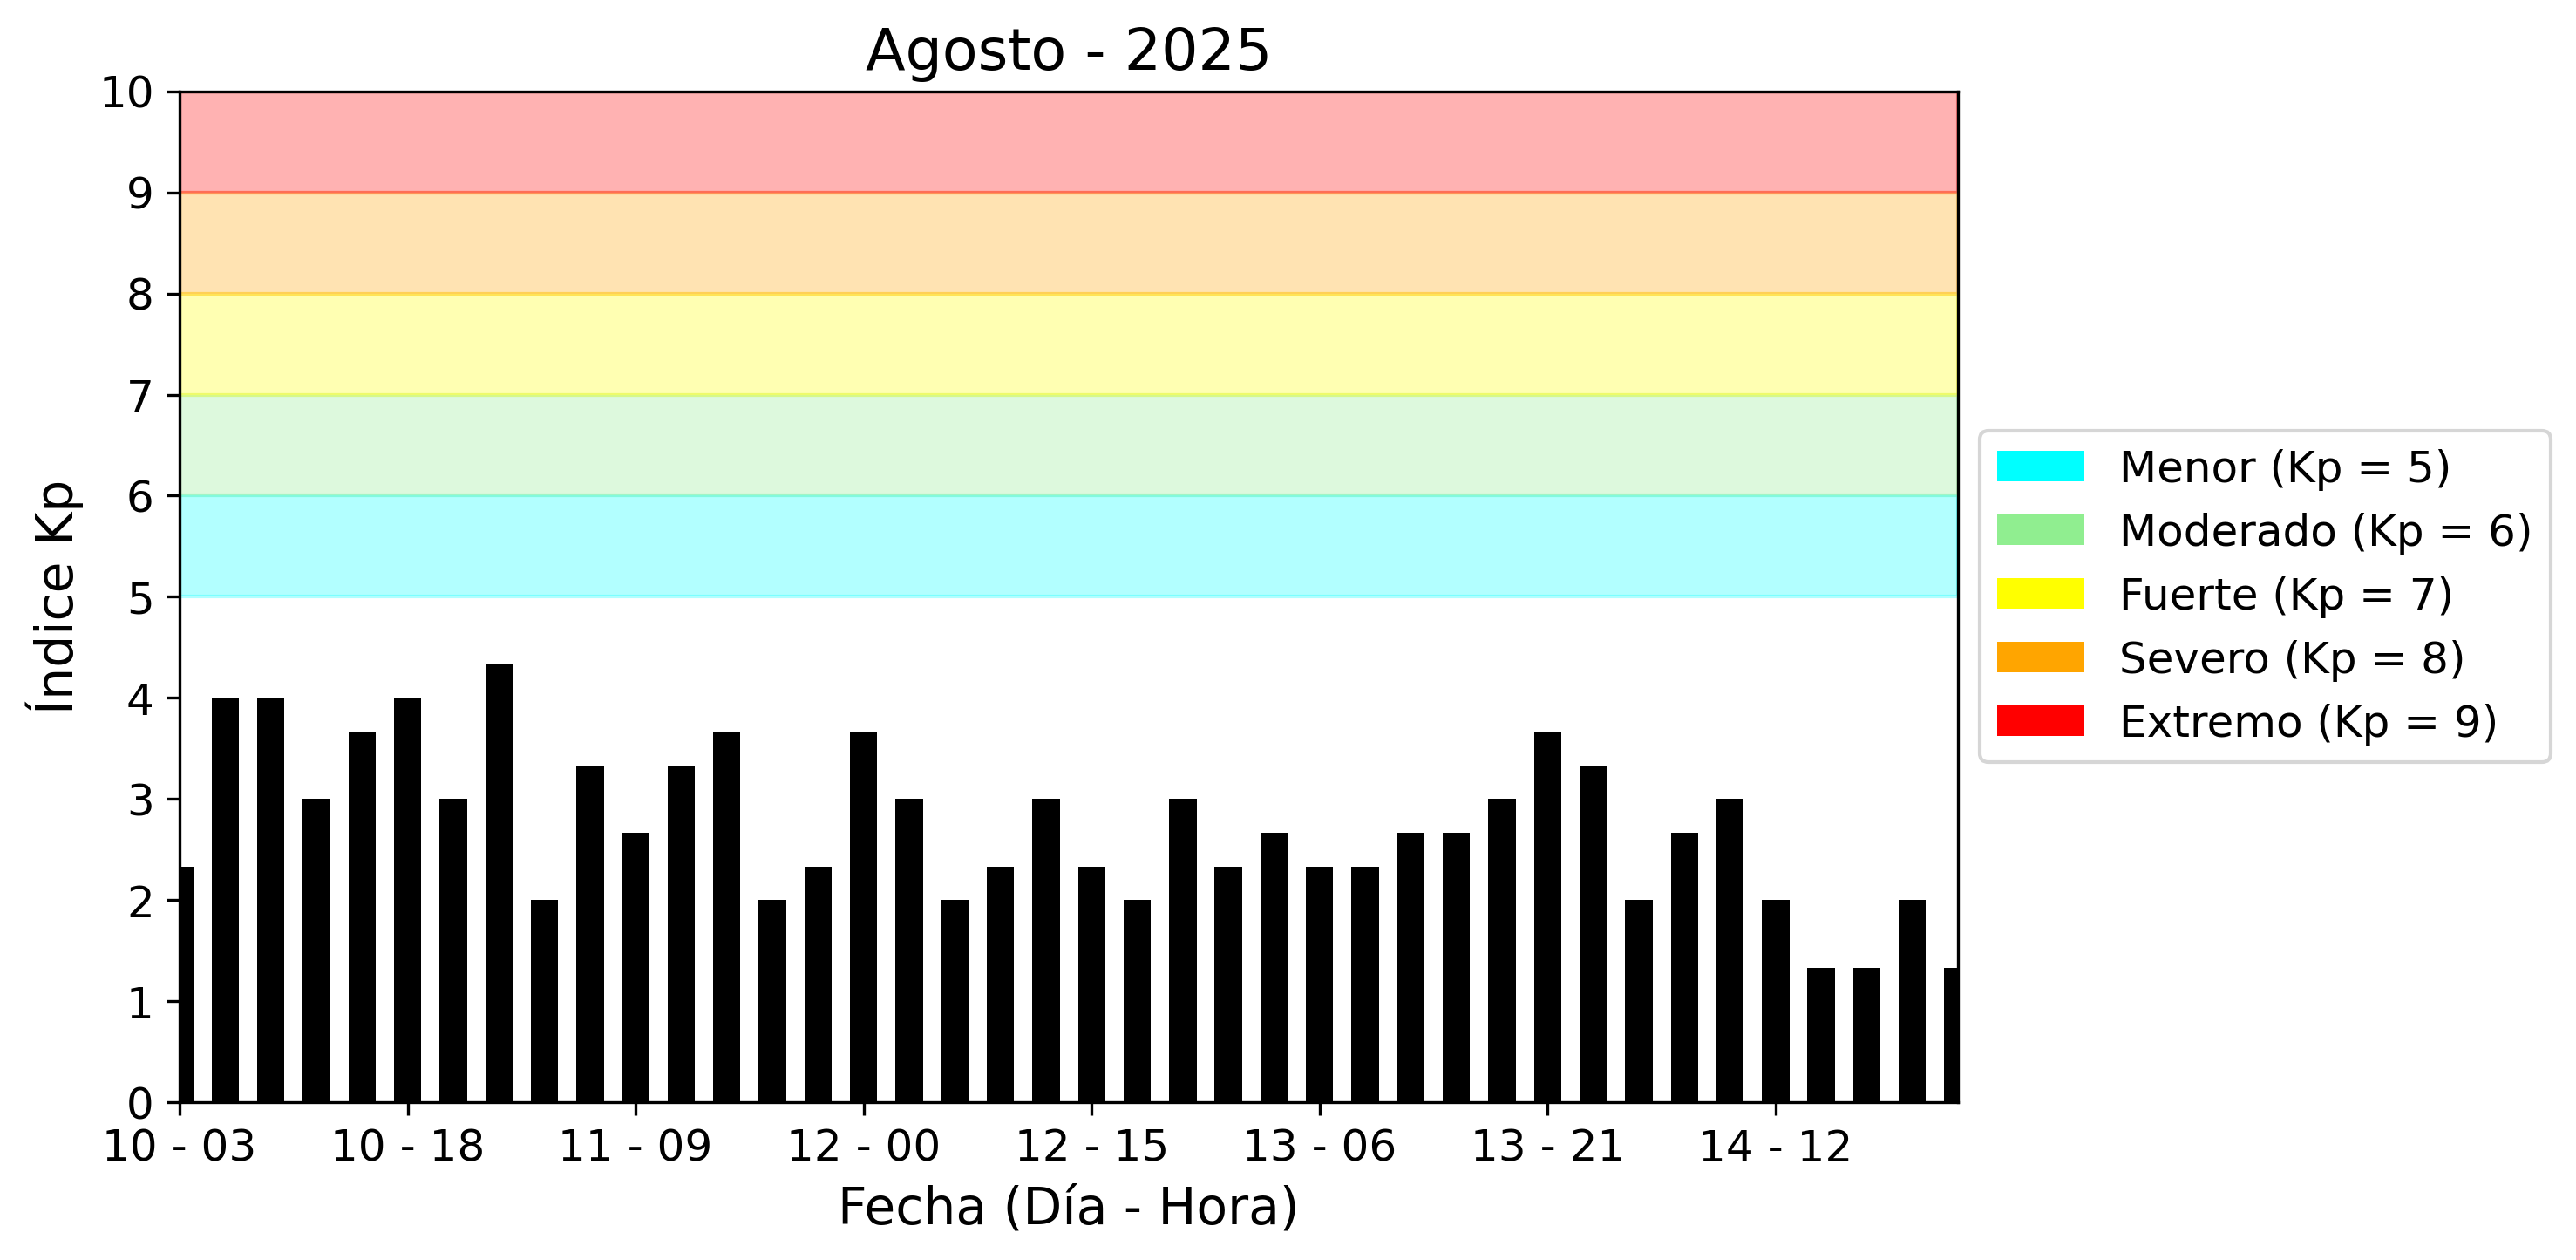 Agosto - 2025
Índice Kp
10
9
8
7
6
5
4
3
2
1
0
10 - 03
10 - 18
11 - 09
12 - 00
12 - 15
13 - 06
13 - 21
14 - 12
Fecha (Día - Hora)
Menor (Kp = 5)
Moderado (Kp = 6)
Fuerte (Kp = 7)
Severo (Kp = 8)
Extremo (Kp = 9)